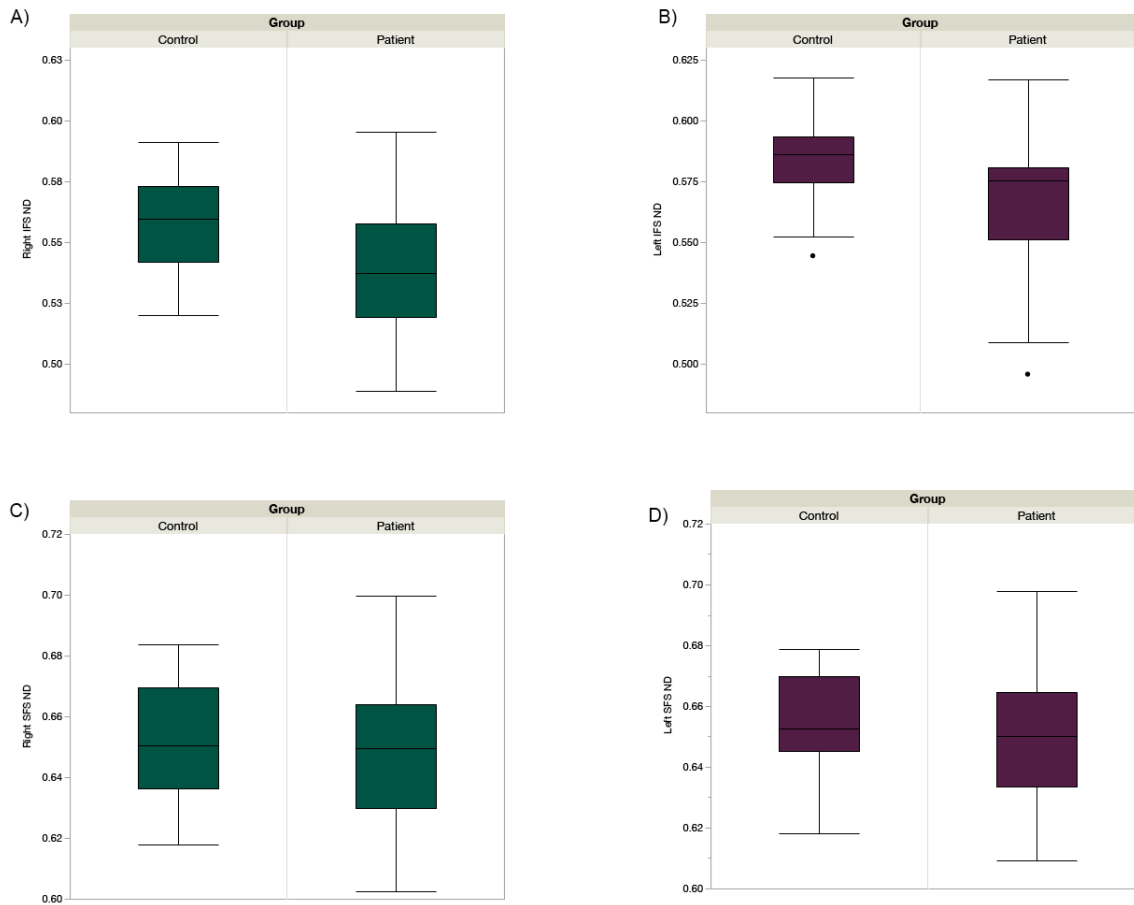 A)
Group
Control Patient
0.63
0.60
0.58
0.55
0.53
0.50
Right IFS ND
B)
Group
Control Patient
0.625
0.600
0.575
0.550
0.525
0.500
Left IFS ND
C)
Group
Control Patient
0.72
0.70
0.68
0.66
0.64
0.62
0.60
Right SFS ND
D)
Group
Control Patient
0.72
0.70
0.68
0.66
0.64
0.62
0.60
Left SFS ND